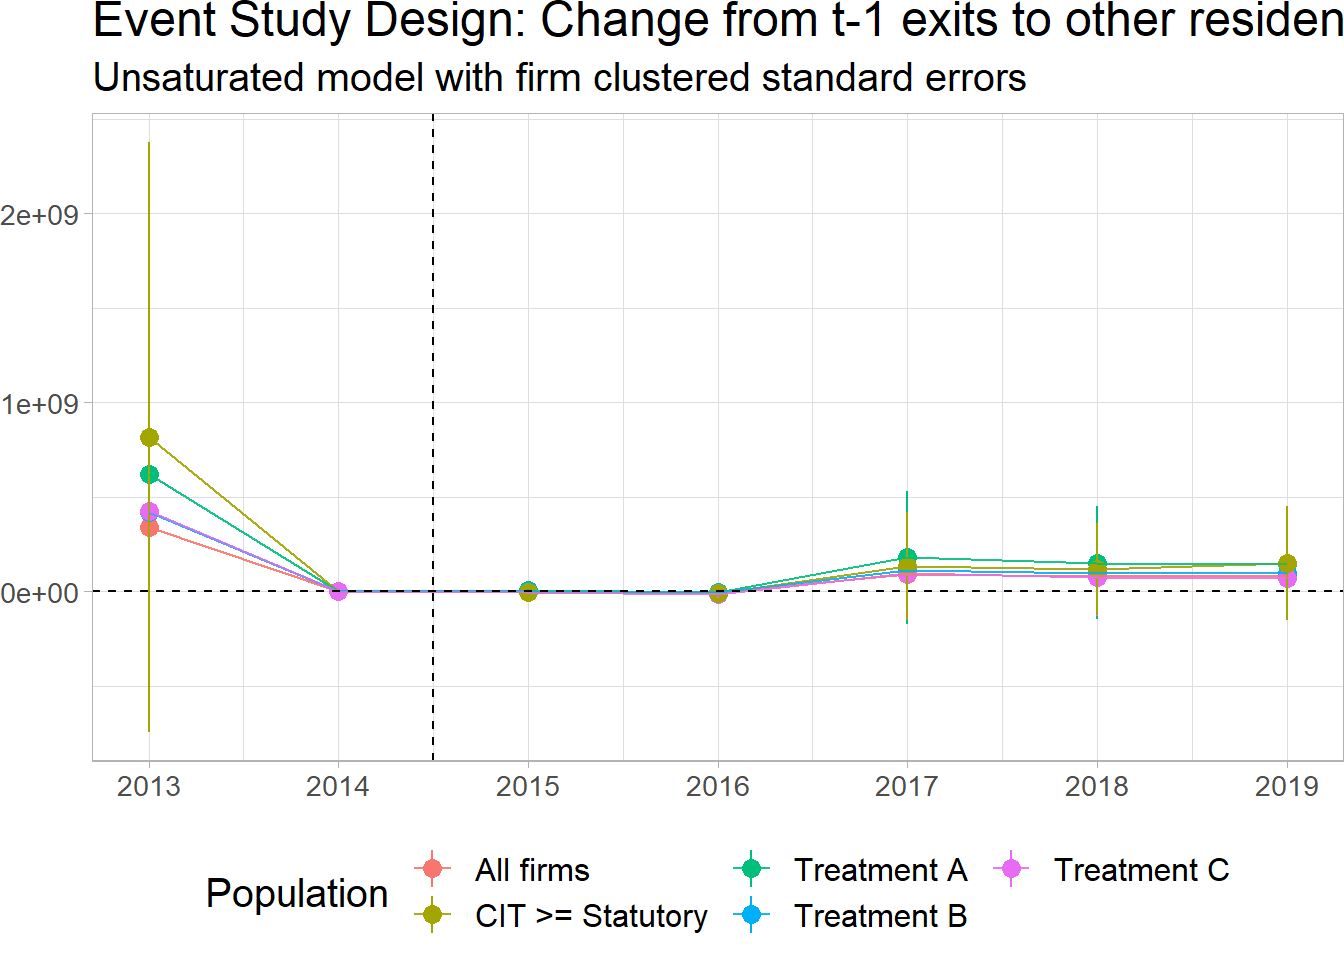 Event Study Design: Change from t-1 exits to other residen
Unsaturated model with firm clustered standard errors
2e+09
1e+09
0e+00
2013 2014 2015 2016 2017 2018 2019
Population
All firms Treatment A Treatment C
CIT >= Statutory Treatment B